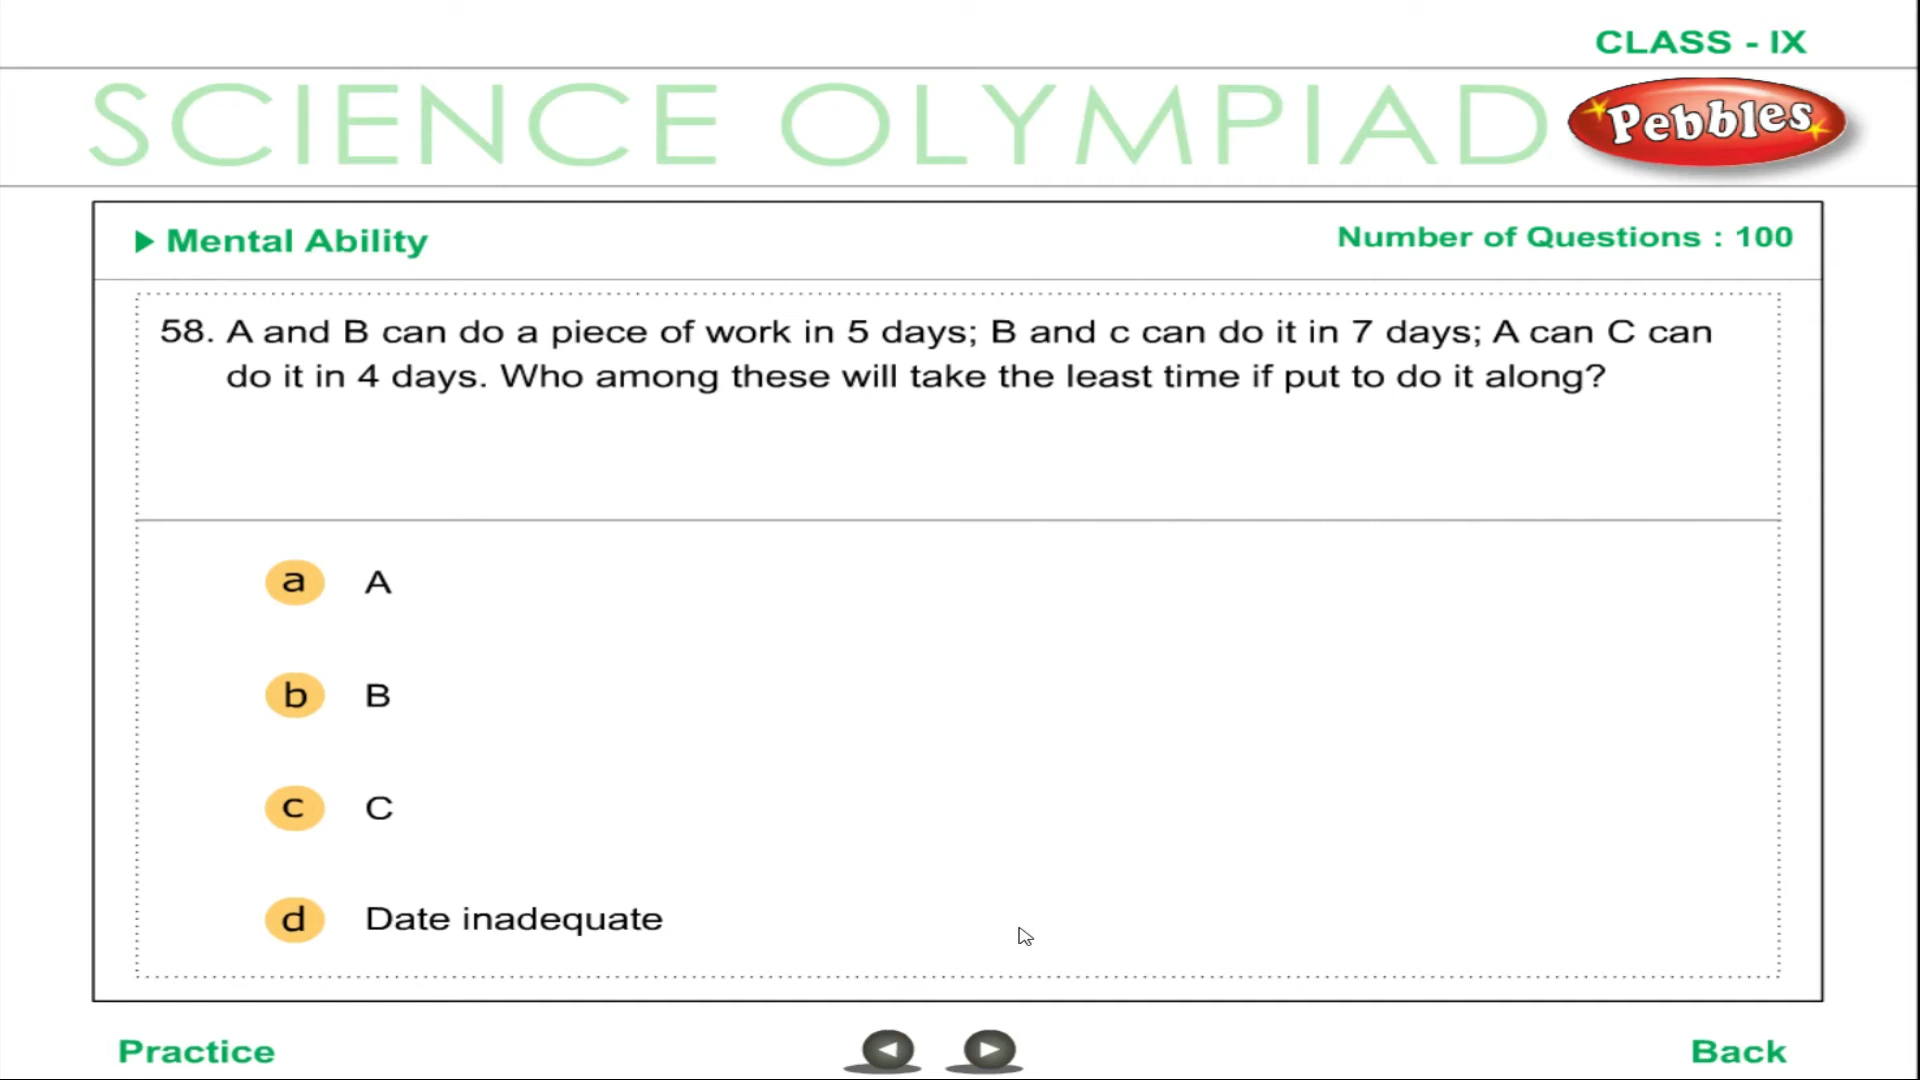 CLASS - IX
SCIENCE OLYMPIAD
Pebbles
Mental Ability
Number of Questions : 100
58. A and B can do a piece of work in 5 days; B and c can do it in 7 days; A can C can
do it in 4 days. Who among these will take the least time if put to do it along?
a A
b B
c C
d Date inadequate
Practice
Back